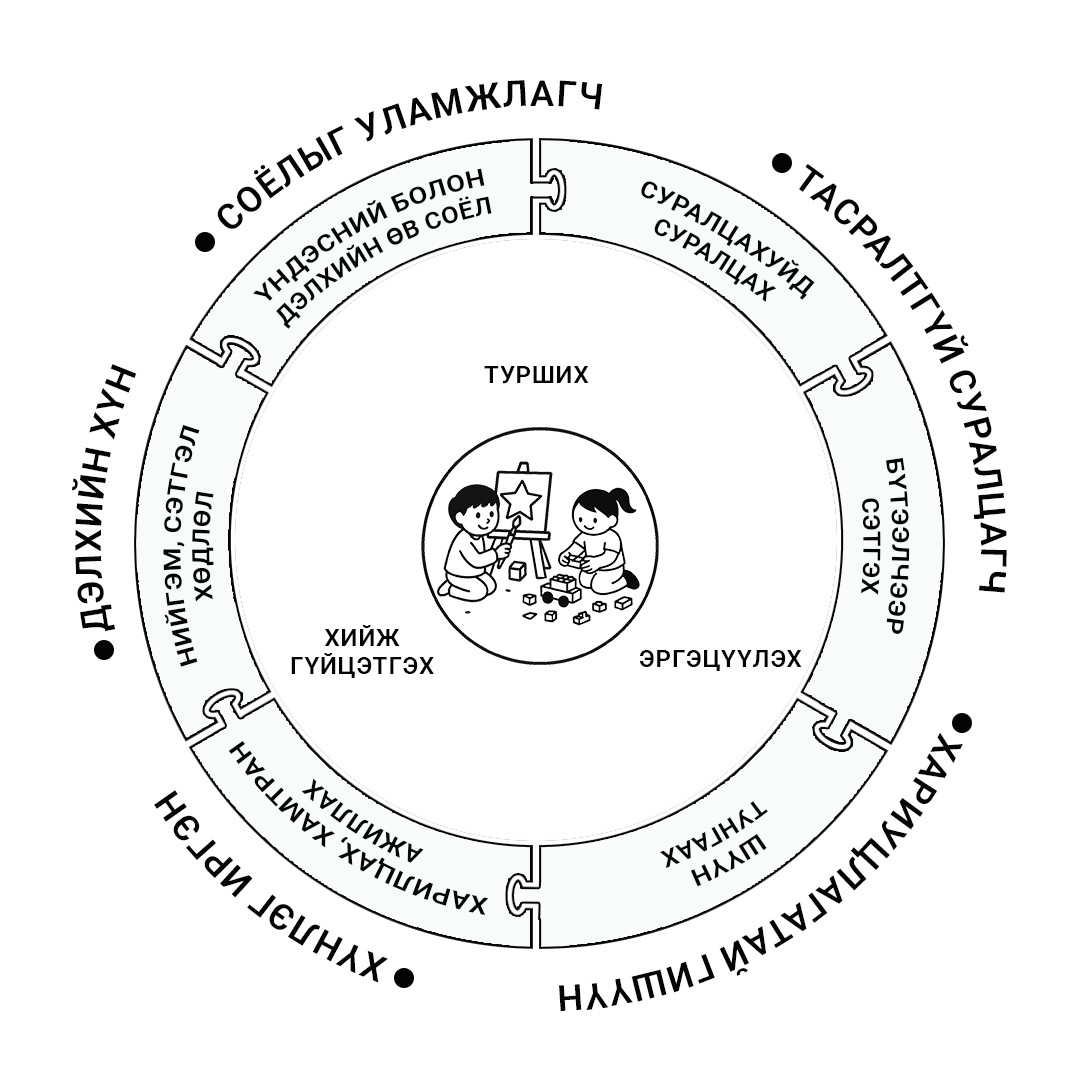 СОЁЛЫГ УЛАМЖЛАГЧ
ТАСРАЛТГҮЙ СУРАЛЦАГЧ
ХАРИУЦЛАГАТАЙ ГИШҮҮН
ХҮНЛЭГ ИРГЭН
ДЭЛХИЙН ХҮН
ҮНДЭСНИЙ БОЛОН
ДЭЛХИЙН ӨВ СОЁЛ
СУРАЛЦАХУЙД
СУРАЛЦАХ
БҮТЭЭЛЧЭЭР
СЭТГЭХ
ШҮҮН
ТУНГААХ
ХАРИЛЦАХ, ХАМТРАН
АЖИЛЛАХ
НИЙГЭМ, СЭТГЭЛ
ХӨДЛӨЛ
ТУРШИХ
ЭРГЭЦҮҮЛЭХ
ХИЙЖ
ГҮЙЦЭТГЭХ